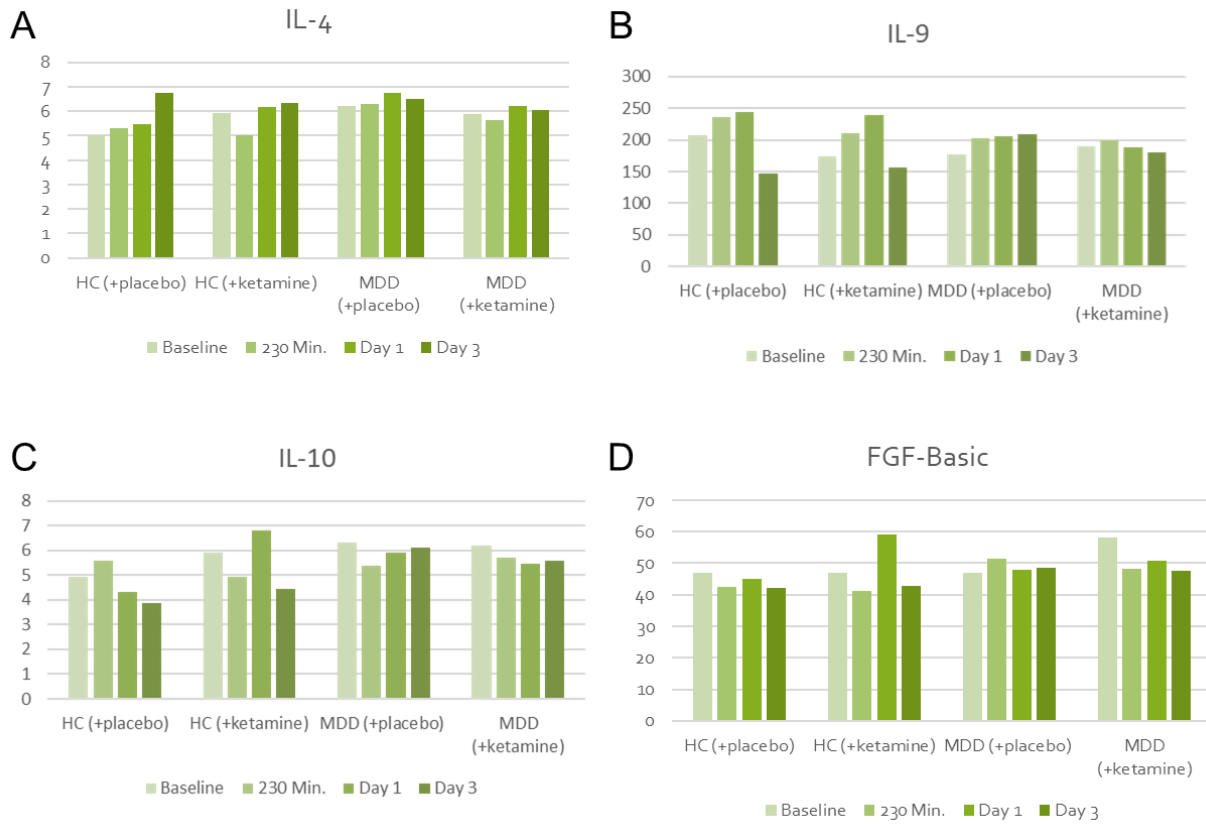 A
IL-4
8
7
6
5
4
3
2
1
0
HC (+placebo) HC (+ketamine) MDD (+placebo) MDD (+ketamine)
Baseline 230 Min. Day 1 Day 3
B
IL-9
300
250
200
150
100
50
0
HC (+placebo) HC (+ketamine) MDD (+placebo) MDD (+ketamine)
Baseline 230 Min. Day 1 Day 3
C
IL-10
8
7
6
5
4
3
2
1
0
HC (+placebo) HC (+ketamine) MDD (+placebo) MDD (+ketamine)
Baseline 230 Min. Day 1 Day 3
D
FGF-Basic
70
60
50
40
30
20
10
0
HC (+placebo) HC (+ketamine) MDD (+placebo) MDD (+ketamine)
Baseline 230 Min. Day 1 Day 3